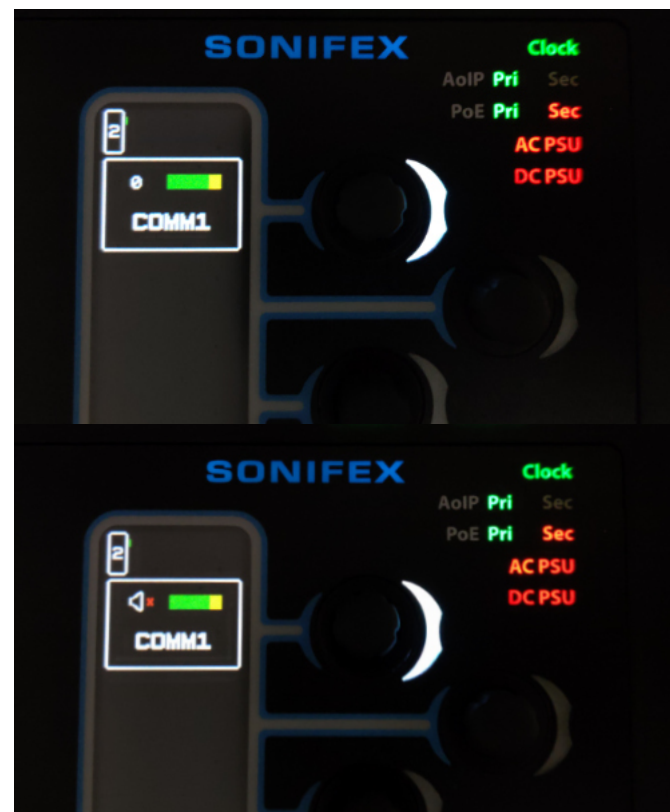 SONIFEX
Clock
AoIP Pri Sec
PoE Pri Sec
AC PSU
DC PSU
2
0
COMM1
SONIFEX
Clock
AoIP Pri Sec
PoE Pri Sec
AC PSU
DC PSU
2
COMM1